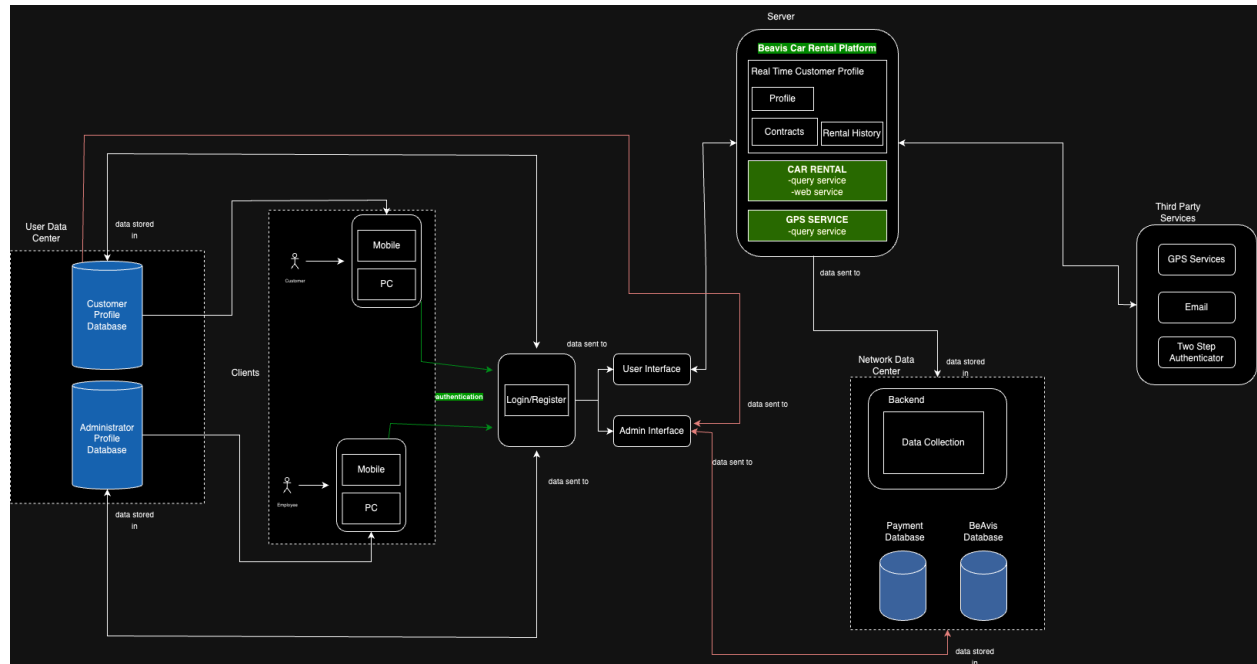 Server
Beavis Car Rental Platform
Real Time Customer Profile
Profile
Contracts
Rental History
CAR RENTAL
-query service
-web service
GPS SERVICE
-query service
data sent to
Third Party
Services
GPS Services
Email
Two Step
Authenticator
User Data
Center
data stored
in
Customer
Profile
Database
Administrator
Profile
Database
data stored
in
Clients
Customer
Mobile
PC
Employee
Mobile
PC
authentication
Login/Register
data sent to
data sent to
User Interface
Admin Interface
data sent to
data sent to
Network Data
Center
data stored
in
Backend
Data Collection
Payment
Database
BeAvis
Database
data stored
in